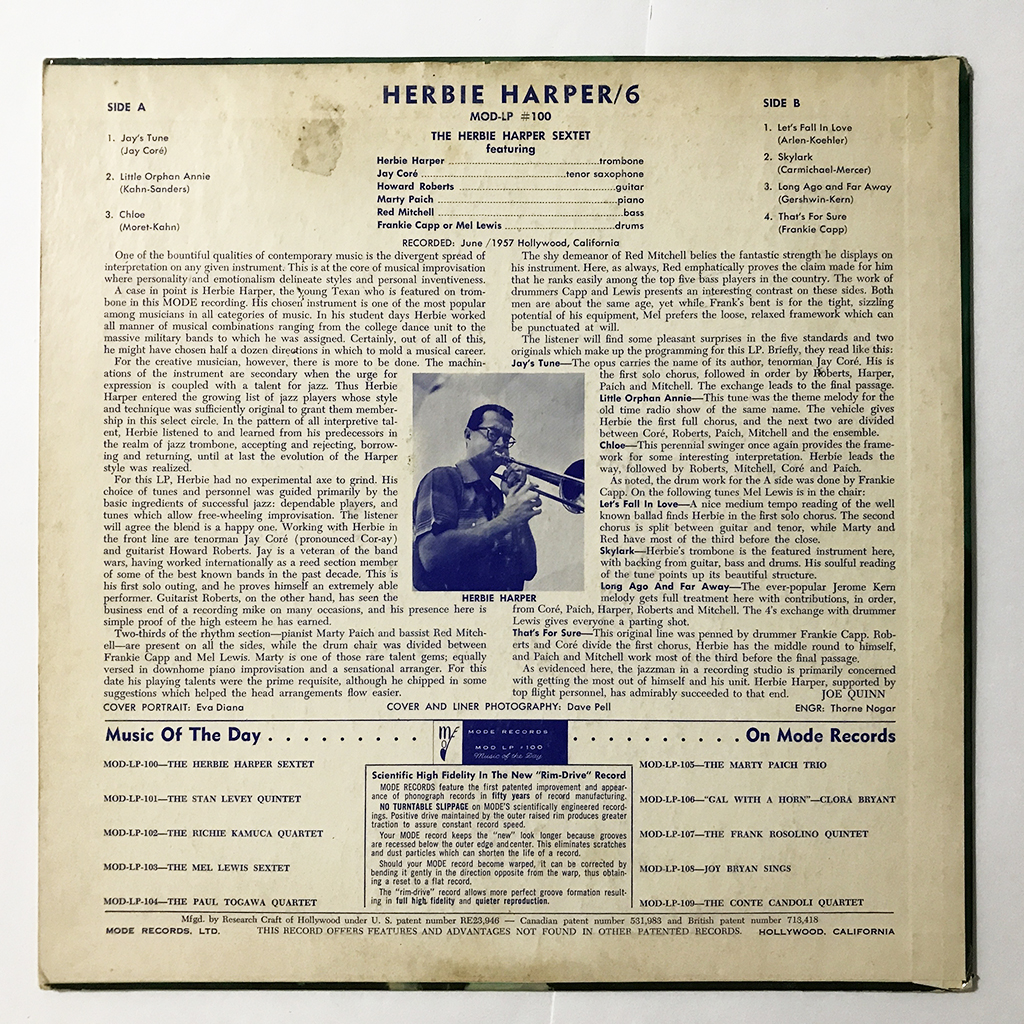 HERBIE HARPER/6
MOD-LP #100
SIDE A
1. Jay's Tune
(Jay Coré)
2. Little Orphan Annie
(Kahn-Sanders)
3. Chloe
(Moret-Kahn)
THE HERBIE HARPER SEXTET
featuring
Herbie Harper ........ trombone
Jay Coré ........ tenor saxophone
Howard Roberts ........ guitar
Marty Paich ........ piano
Red Mitchell ........ bass
Frankie Capp or Mel Lewis ........ drums
SIDE B
1. Let's Fall In Love
(Arlen-Koehler)
2. Skylark
(Carmichael-Mercer)
3. Long Ago and Far Away
(Gershwin-Kern)
4. That's For Sure
(Frankie Capp)
RECORDED: June /1957 Hollywood, California
One of the bountiful qualities of contemporary music is the divergent spread of
interpretation on any given instrument. This is at the core of musical improvisation
where personality and emotionalism delineate styles and personal inventiveness.
A case in point is Herbie Harper, the young Texan who is featured on trom-
bone in this MODE recording. His chosen instrument is one of the most popular
among musicians in all categories of music. In his student days Herbie worked
all manner of musical combinations ranging from the college dance unit to the
massive military bands to which he was assigned. Certainly, out of all of this,
he might have chosen half a dozen directions in which to mold a musical career.
For the creative musician, however, there is more to be done. The machin-
ations of the instrument are secondary when the urge for
expression is coupled with a talent for jazz. Thus Herbie
Harper entered the growing list of jazz players whose style
and technique was sufficiently original to grant them member-
ship in this select circle. In the pattern of all interpretive tal-
ent, Herbie listened to and learned from his predecessors in
the realm of jazz trombone, accepting and rejecting, borrow-
ing and returning, until at last the evolution of the Harper
style was realized.
For this LP, Herbie had no experimental axe to grind. His
choice of tunes and personnel was guided primarily by the
basic ingredients of successful jazz: dependable players, and
tunes which allow free-wheeling improvisation. The listener
will agree the blend is a happy one. Working with Herbie in
the front line are tenorman Jay Coré (pronounced Cor-ay)
and guitarist Howard Roberts. Jay is a veteran of the band
wars, having worked internationally as a reed section member
of some of the best known bands in the past decade. This is
his first solo outing, and he proves himself an extremely able
performer. Guitarist Roberts, on the other hand, has seen the
business end of a recording mike on many occasions, and his presence here is
simple proof of the high esteem he has earned.
Two-thirds of the rhythm section—pianist Marty Paich and bassist Red Mitch-
ell—are present on all the sides, while the drum chair was divided between
Frankie Capp and Mel Lewis. Marty is one of those rare talent gems; equally
versed in downhome piano improvisation and a sensational arranger. For this
date his playing talents were the prime requisite, although he chipped in some
suggestions which helped the head arrangements flow easier.
The shy demeanor of Red Mitchell belies the fantastic strength he displays on
his instrument. Here, as always, Red emphatically proves the claim made for him
that he ranks easily among the top five bass players in the country. The work of
drummers Capp and Lewis presents an interesting contrast on these sides. Both
men are about the same age, yet while Frank's bent is for the tight, sizzling
potential of his equipment, Mel prefers the loose, relaxed framework which can
be punctuated at will.
The listener will find some pleasant surprises in the five standards and two
originals which make up the programming for this LP. Briefly, they read like this:
Jay's Tune—The opus carries the name of its author, tenorman Jay Coré. His is
the first solo chorus, followed in order by Roberts, Harper,
Paich and Mitchell. The exchange leads to the final passage.
Little Orphan Annie—This tune was the theme melody for the
old time radio show of the same name. The vehicle gives
Herbie the first full chorus, and the next two are divided
between Coré, Roberts, Paich, Mitchell and the ensemble.
Chloe—This perennial swinger once again provides the frame-
work for some interesting interpretation. Herbie leads the
way, followed by Roberts, Mitchell, Coré and Paich.
As noted, the drum work for the A side was done by Frankie
Capp. On the following tunes Mel Lewis is in the chair:
Let's Fall In Love—A nice medium tempo reading of the well
known ballad finds Herbie in the first solo chorus. The second
chorus is split between guitar and tenor, while Marty and
Red have most of the third before the close.
Skylark—Herbie's trombone is the featured instrument here,
with backing from guitar, bass and drums. His soulful reading
of the tune points up its beautiful structure.
Long Ago And Far Away—The ever-popular Jerome Kern
melody gets full treatment here with contributions, in order,
from Coré, Paich, Harper, Roberts and Mitchell. The 4's exchange with drummer
Lewis gives everyone a parting shot.
That's For Sure—This original line was penned by drummer Frankie Capp. Rob-
erts and Coré divide the first chorus, Herbie has the middle round to himself,
and Paich and Mitchell work most of the third before the final passage.
As evidenced here, the jazzman in a recording studio is primarily concerned
with getting the most out of himself and his unit. Herbie Harper, supported by
top flight personnel, has admirably succeeded to that end. JOE QUINN
HERBIE HARPER
COVER PORTRAIT: Eva Diana
COVER AND LINER PHOTOGRAPHY: Dave Pell
ENGR: Thorne Nogar
Music Of The Day . . . . . . . . . . . . . . . . . . On Mode Records
MODE RECORDS
MOD LP #100
Music of the Day
MOD-LP-100—THE HERBIE HARPER SEXTET
MOD-LP-101—THE STAN LEVEY QUINTET
MOD-LP-102—THE RICHIE KAMUCA QUARTET
MOD-LP-103—THE MEL LEWIS SEXTET
MOD-LP-104—THE PAUL TOGAWA QUARTET
Scientific High Fidelity In The New "Rim-Drive" Record
MODE RECORDS feature the first patented improvement and appear-
ance of phonograph records in fifty years of record manufacturing.
NO TURNTABLE SLIPPAGE on MODE'S scientifically engineered record-
ings. Positive drive maintained by the outer raised rim produces greater
traction to assure constant record speed.
Your MODE record keeps the "new" look longer because grooves
are recessed below the outer edge and center. This eliminates scratches
and dust particles which can shorten the life of a record.
Should your MODE record become warped, it can be corrected by
bending it gently in the direction opposite from the warp, thus obtain-
ing a reset to a flat record.
The "rim-drive" record allows more perfect groove formation result-
ing in full high fidelity and quieter reproduction.
MOD-LP-105—THE MARTY PAICH TRIO
MOD-LP-106—"GAL WITH A HORN"—CLORA BRYANT
MOD-LP-107—THE FRANK ROSOLINO QUINTET
MOD-LP-108—JOY BRYAN SINGS
MOD-LP-109—THE CONTE CANDOLI QUARTET
Mfgd. by Research Craft of Hollywood under U. S. patent number RE23,946 — Canadian patent number 531,983 and British patent number 713,418
MODE RECORDS, LTD. THIS RECORD OFFERS FEATURES AND ADVANTAGES NOT FOUND IN OTHER PATENTED RECORDS. HOLLYWOOD, CALIFORNIA